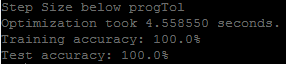 Step Size below progTol
Optimization took 4.558550 seconds.
Training accuracy: 100.0%
Test accuracy: 100.0%